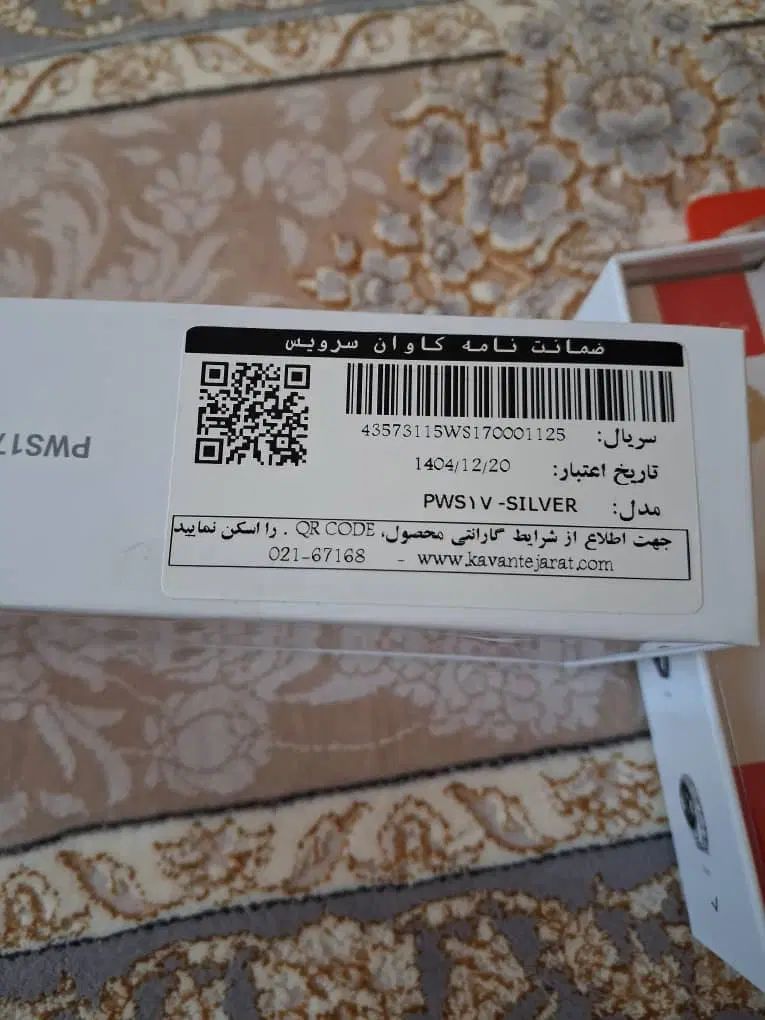 ضمانت نامه کاوان سرویس
سریال: 43573115WS170001125
تاریخ اعتبار: 1404/12/20
مدل: PWS۱۷ -SILVER
جهت اطلاع از شرایط گارانتی محصول، QR CODE . را اسکن نمایید
www.kavantejarat.com - 021-67168
PWS17